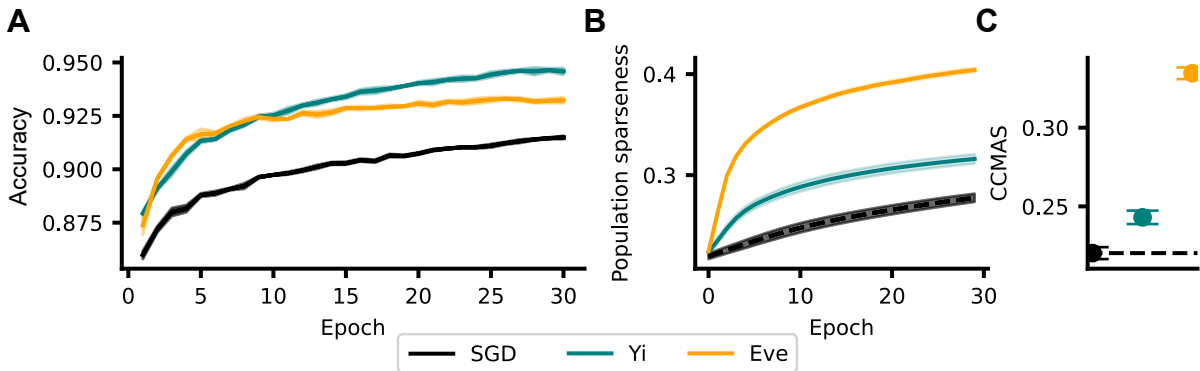 A
B
C
Accuracy
0.950
0.925
0.900
0.875
0
5
10
15
20
25
30
Epoch
Population sparseness
0.4
0.3
0
10
20
30
Epoch
CCMAS
0.30
0.25
SGD
Yi
Eve